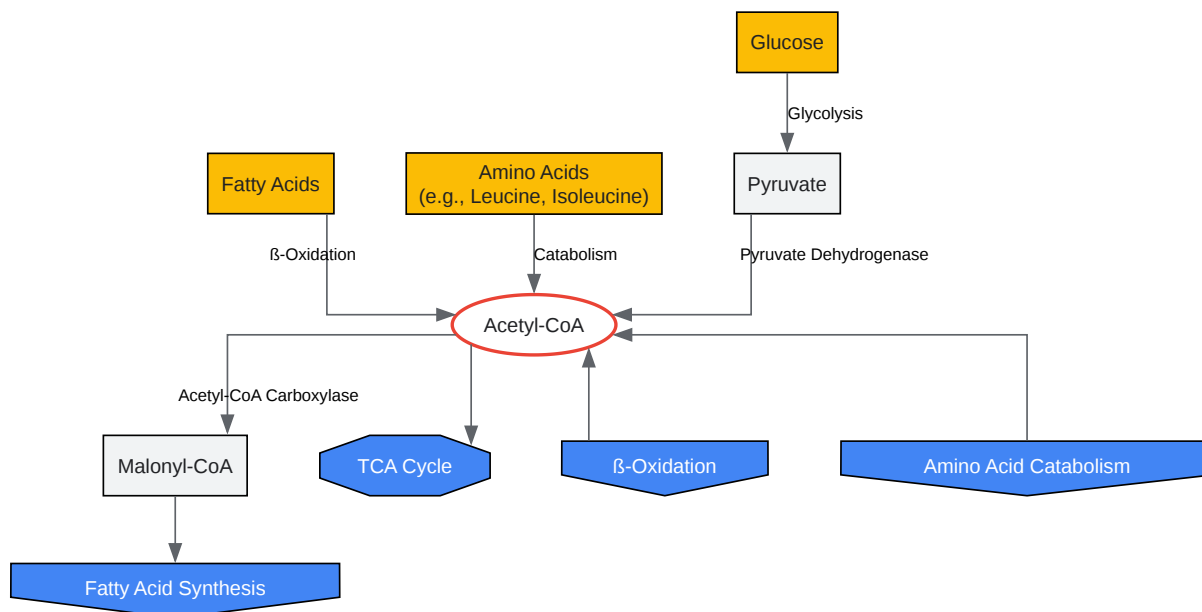 Glucose
Glycolysis
Fatty Acids
Amino Acids
(e.g., Leucine, Isoleucine)
Pyruvate
ß-Oxidation
Catabolism
Pyruvate Dehydrogenase
Acetyl-CoA
Acetyl-CoA Carboxylase
Malonyl-CoA
TCA Cycle
ß-Oxidation
Amino Acid Catabolism
Fatty Acid Synthesis